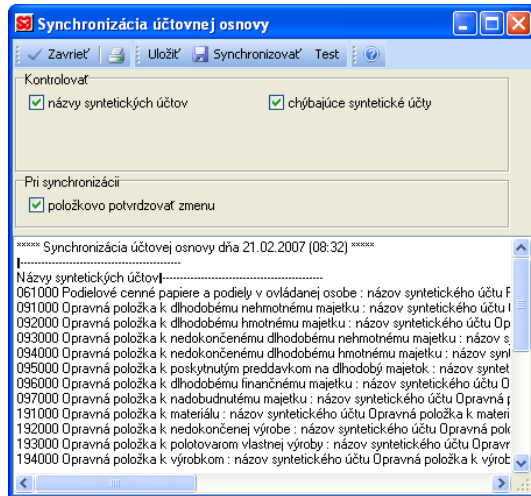 Synchronizácia účtovnej osnovy
Zavrieť Uložiť Synchronizovať Test
Kontrolovať
názvy syntetických účtov chýbajúce syntetické účty
Pri synchronizácii
položkovo potvrdzovať zmenu
***** Synchronizácia účtovej osnovy dňa 21.02.2007 (08:32) *****
|-------------------------------------------
Názvy syntetických účtov|-------------------------------------------
061000 Podielové cenné papiere a podiely v ovládanej osobe : názov syntetického účtu
091000 Opravná položka k dlhodobému nehmotnému majetku : názov syntetického účtu
092000 Opravná položka k dlhodobému hmotnému majetku : názov syntetického účtu Op
093000 Opravná položka k nedokončenému dlhodobému nehmotnému majetku : názov
094000 Opravná položka k nedokončenému dlhodobému hmotnému majetku : názov
095000 Opravná položka k poskytnutým preddavkom na dlhodobý majetok : názov syntet
096000 Opravná položka k dlhodobému finančnému majetku : názov syntetického účtu O
097000 Opravná položka k nadobudnutému majetku : názov syntetického účtu Opravná
191000 Opravná položka k materiálu : názov syntetického účtu Opravná položka k materi
192000 Opravná položka k nedokončenej výrobe : názov syntetického účtu Opravná
193000 Opravná položka k polotovarom vlastnej výroby : názov syntetického účtu Opravn
194000 Opravná položka k výrobkom : názov syntetického účtu Opravná položka k výrob